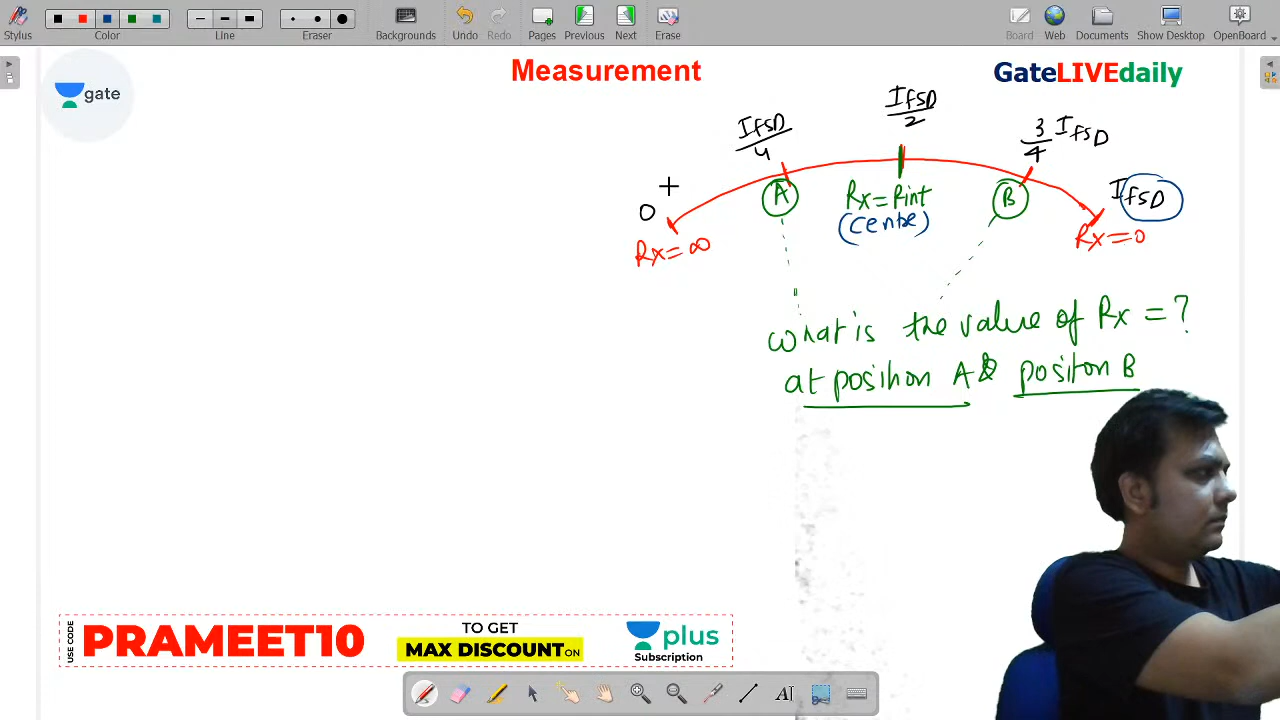 Stylus
Color
Line
Eraser
Backgrounds
Undo
Redo
Pages
Previous
Next
Erase
Board
Web
Documents
Show Desktop
OpenBoard
gate
Measurement
GateLIVEdaily
IfSD/4
IfSD/2
3/4 IfSD
0
+
A
Rx = Rint
(centre)
B
IfSD
Rx = ∞
Rx = 0
What is the value of Rx = ?
at position A & position B
USE CODE
PRAMEET10
TO GET
MAX DISCOUNT ON
plus
Subscription